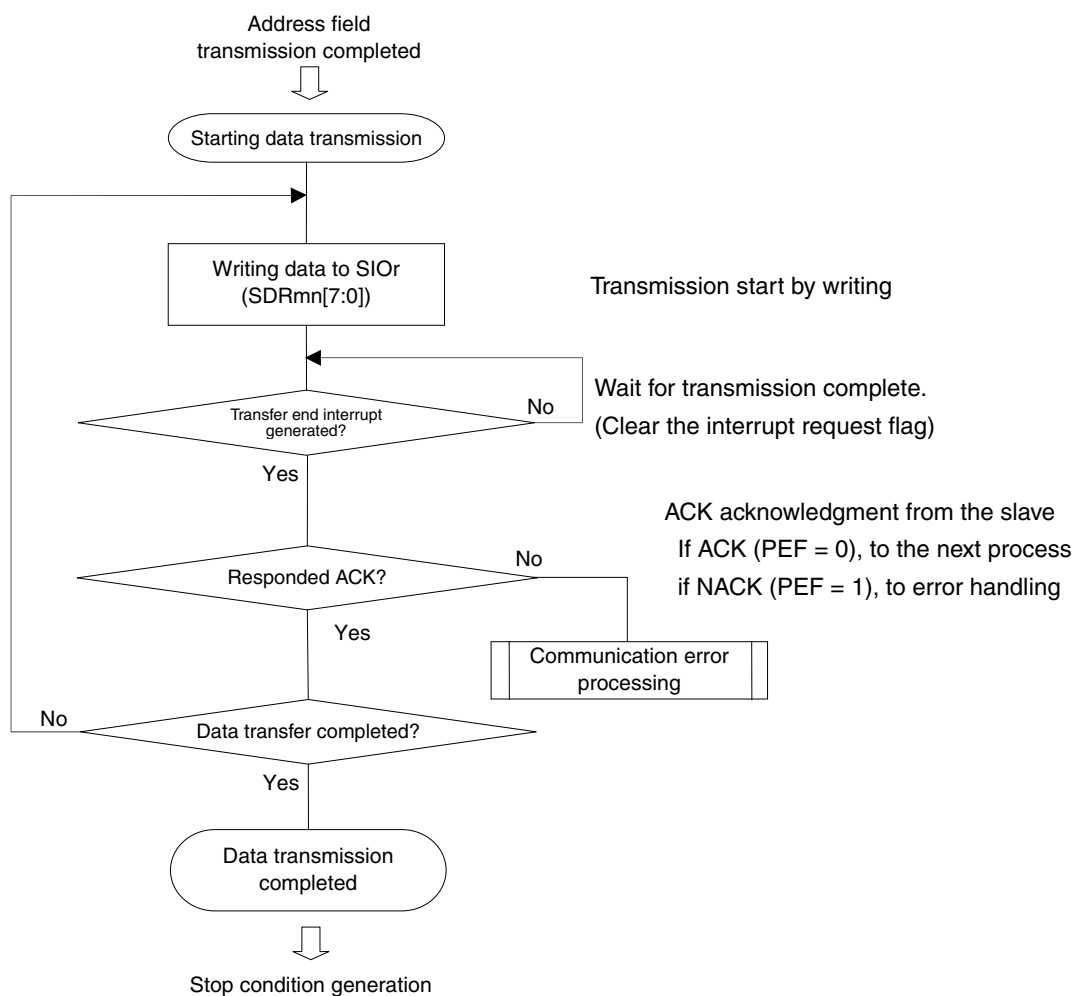 Address field
transmission completed
Starting data transmission
Writing data to SIOr
(SDRmn[7:0])
Transmission start by writing
Wait for transmission complete.
(Clear the interrupt request flag)
Transfer end interrupt
generated?
No
Yes
ACK acknowledgment from the slave
If ACK (PEF = 0), to the next process
if NACK (PEF = 1), to error handling
Responded ACK?
No
Yes
Communication error
processing
Data transfer completed?
No
Yes
Data transmission
completed
Stop condition generation